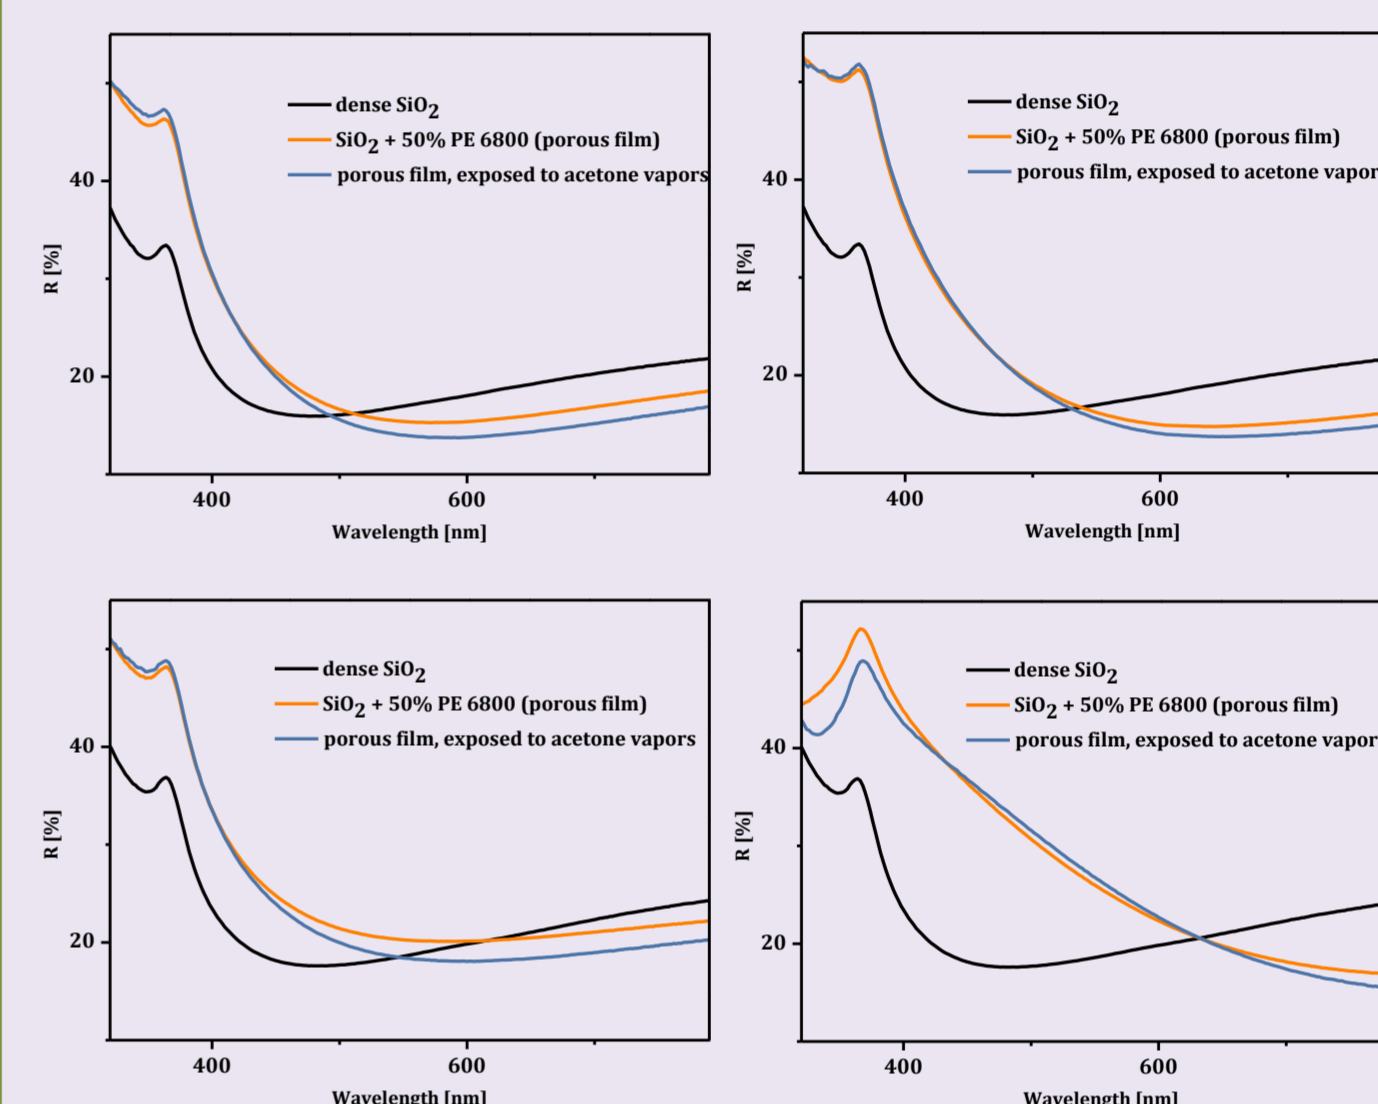 dense SiO2
SiO2 + 50% PE 6800 (porous film)
porous film, exposed to acetone vapors
40
20
R [%]
400
600
Wavelength [nm]
dense SiO2
SiO2 + 50% PE 6800 (porous film)
porous film, exposed to acetone vapor
40
20
R [%]
400
600
Wavelength [nm]
dense SiO2
SiO2 + 50% PE 6800 (porous film)
porous film, exposed to acetone vapors
40
20
R [%]
400
600
Wavelength [nm]
dense SiO2
SiO2 + 50% PE 6800 (porous film)
porous film, exposed to acetone vapor
40
20
R [%]
400
600
Wavelength [nm]